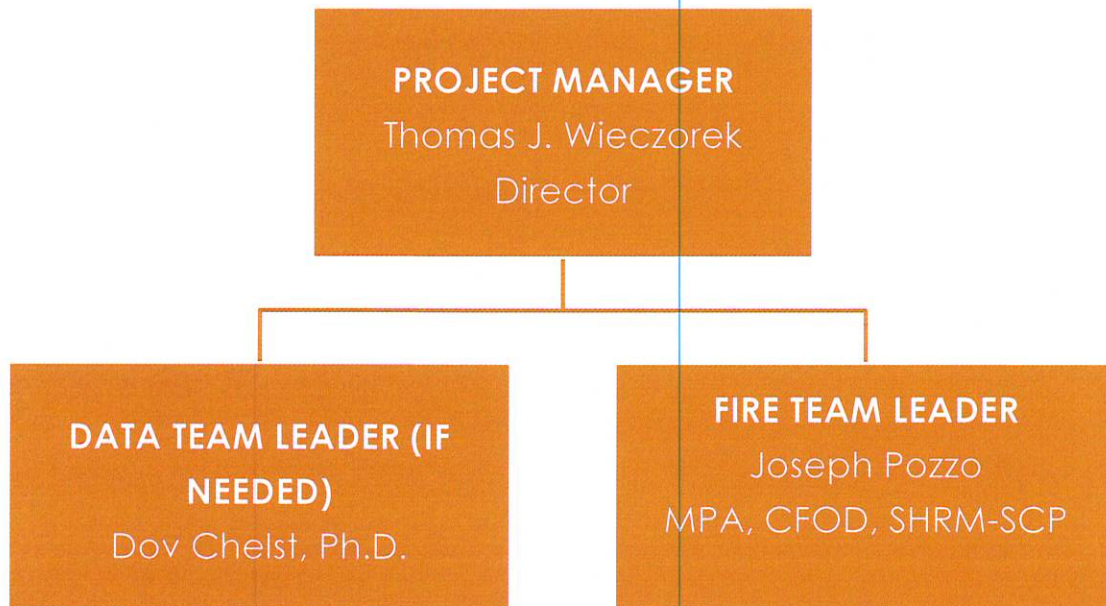 PROJECT MANAGER
Thomas J. Wieczorek
Director
DATA TEAM LEADER (IF
NEEDED)
Dov Chelst, Ph.D.
FIRE TEAM LEADER
Joseph Pozzo
MPA, CFOD, SHRM-SCP